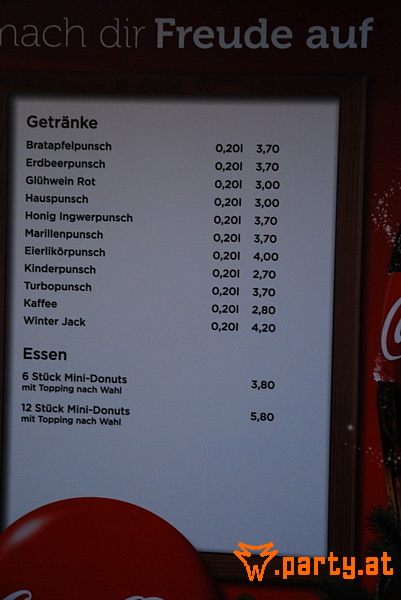 mach dir Freude auf
Getränke
Bratapfelpunsch 0,20l 3,70
Erdbeerpunsch 0,20l 3,70
Glühwein Rot 0,20l 3,00
Hauspunsch 0,20l 3,00
Honig Ingwerpunsch 0,20l 3,70
Marillenpunsch 0,20l 3,70
Eierlikörpunsch 0,20l 4,00
Kinderpunsch 0,20l 2,70
Turbopunsch 0,20l 3,70
Kaffee 0,20l 2,80
Winter Jack 0,20l 4,20
Essen
6 Stück Mini-Donuts 3,80
mit Topping nach Wahl
12 Stück Mini-Donuts 5,80
mit Topping nach Wahl
w.party.at